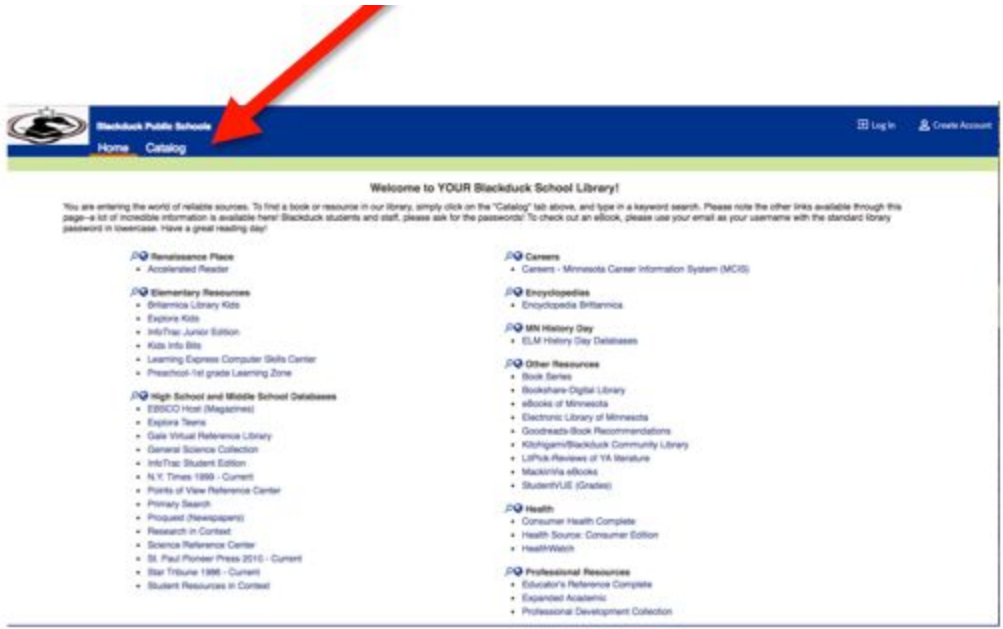 Blackduck Public Schools
Home Catalog
Log In
Create Account
Welcome to YOUR Blackduck School Library!
You are entering the world of reliable sources. To find a book or resource in our library, simply click on the "Catalog" tab above, and type in a keyword search. Please note the other links available through this
page--a lot of incredible information is available here! Blackduck students and staff, please ask for the passwords! To check out an eBook, please use your email as your username with the standard library
password in lowercase. Have a great reading day!
Renaissance Place
Accelerated Reader
Elementary Resources
Britannica Library Kids
Explore Kids
InfoTrac Junior Edition
Kids Info Bits
Learning Express Computer Skills Center
Preschool-1st grade Learning Zone
High School and Middle School Databases
EBSCO Host (Magazines)
Explora Teens
Gale Virtual Reference Library
General Science Collection
InfoTrac Student Edition
N.Y. Times 1999 - Current
Points of View Reference Center
Primary Search
Proquest (Newspapers)
Research in Context
Science Reference Center
St. Paul Pioneer Press 2010 - Current
Star Tribune 1986 - Current
Student Resources in Context
Careers
Careers - Minnesota Career Information System (MCIS)
Encyclopedias
Encyclopedia Brittannica
MN History Day
ELM History Day Databases
Other Resources
Book Series
Bookshare-Digital Library
eBooks of Minnesota
Electronic Library of Minnesota
Goodreads-Book Recommendations
Kitchigami/Blackduck Community Library
LitPick-Reviews of YA literature
MackinVia eBooks
StudentVUE (Grades)
Health
Consumer Health Complete
Health Source: Consumer Edition
HealthWatch
Professional Resources
Educator's Reference Complete
Expanded Academic
Professional Development Collection